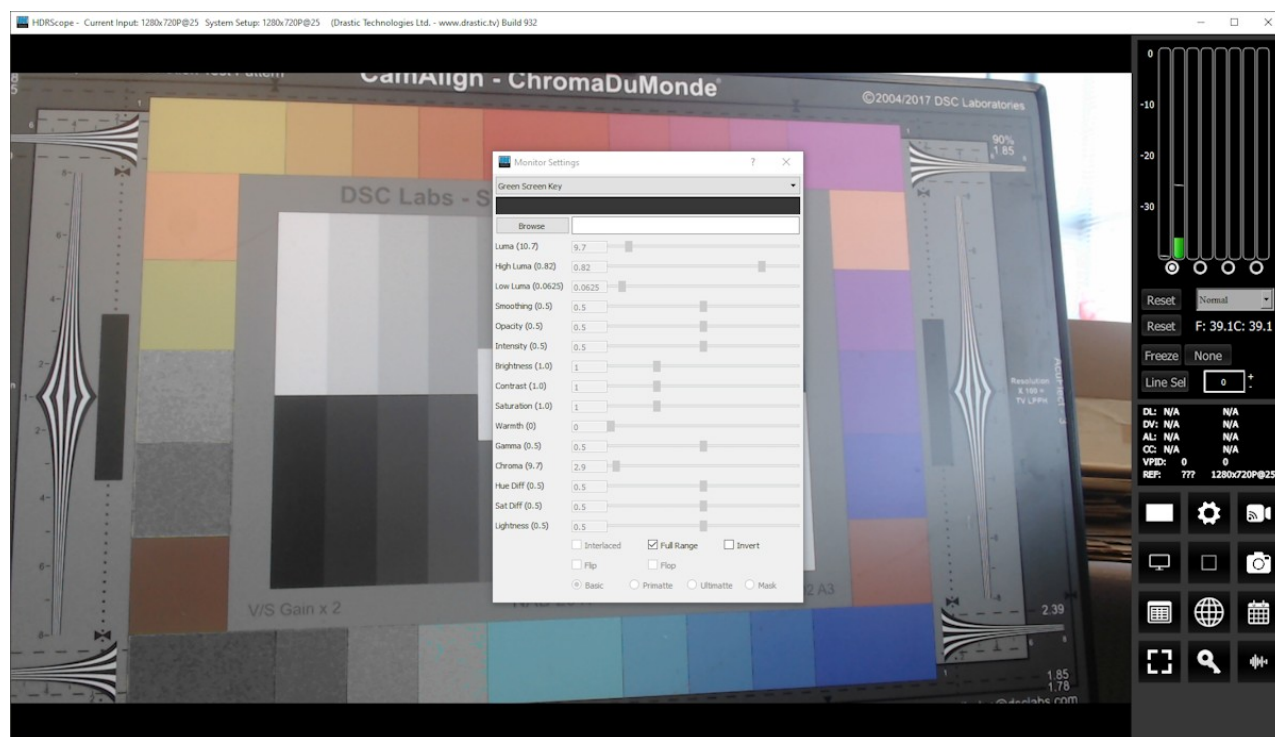 HDRScope - Current Input: 1280x720P@25 System Setup: 1280x720P@25 (Drastic Technologies Ltd. - www.drastic.tv) Build 932
CamAlign - ChromaDuMonde
©2004/2017 DSC Laboratories
90%
1.85
DSC Labs - S
Monitor Settings
?
Green Screen Key
Browse
Luma (10.7) 9.7
High Luma (0.82) 0.82
Low Luma (0.0625) 0.0625
Smoothing (0.5) 0.5
Opacity (0.5) 0.5
Intensity (0.5) 0.5
Brightness (1.0) 1
Contrast (1.0) 1
Saturation (1.0) 1
Warmth (0) 0
Gamma (0.5) 0.5
Chroma (9.7) 2.9
Hue Diff (0.5) 0.5
Sat Diff (0.5) 0.5
Lightness (0.5) 0.5
Interlaced Full Range Invert
Flip Flop
Basic Primatte Ultimatte Mask
Resolution
x 100 =
TV LPPH
V/S Gain x 2
2 A3
2.39
1.85
1.78
0
-10
-20
-30
Reset Normal
Reset F: 39.1C: 39.1
Freeze None
Line Sel 0 + -
DL: N/A N/A
DV: N/A N/A
AL: N/A N/A
CC: N/A N/A
VPID: 0 0
REF: ??? 1280x720P@25